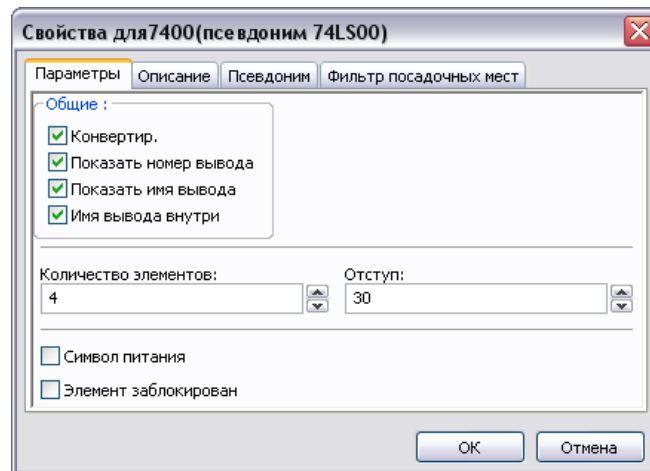 Свойства для7400(псевдоним 74LS00)
Параметры Описание Псевдоним Фильтр посадочных мест
Общие :
Конвертир.
Показать номер вывода
Показать имя вывода
Имя вывода внутри
Количество элементов: Отступ:
4 30
Символ питания
Элемент заблокирован
OK Отмена